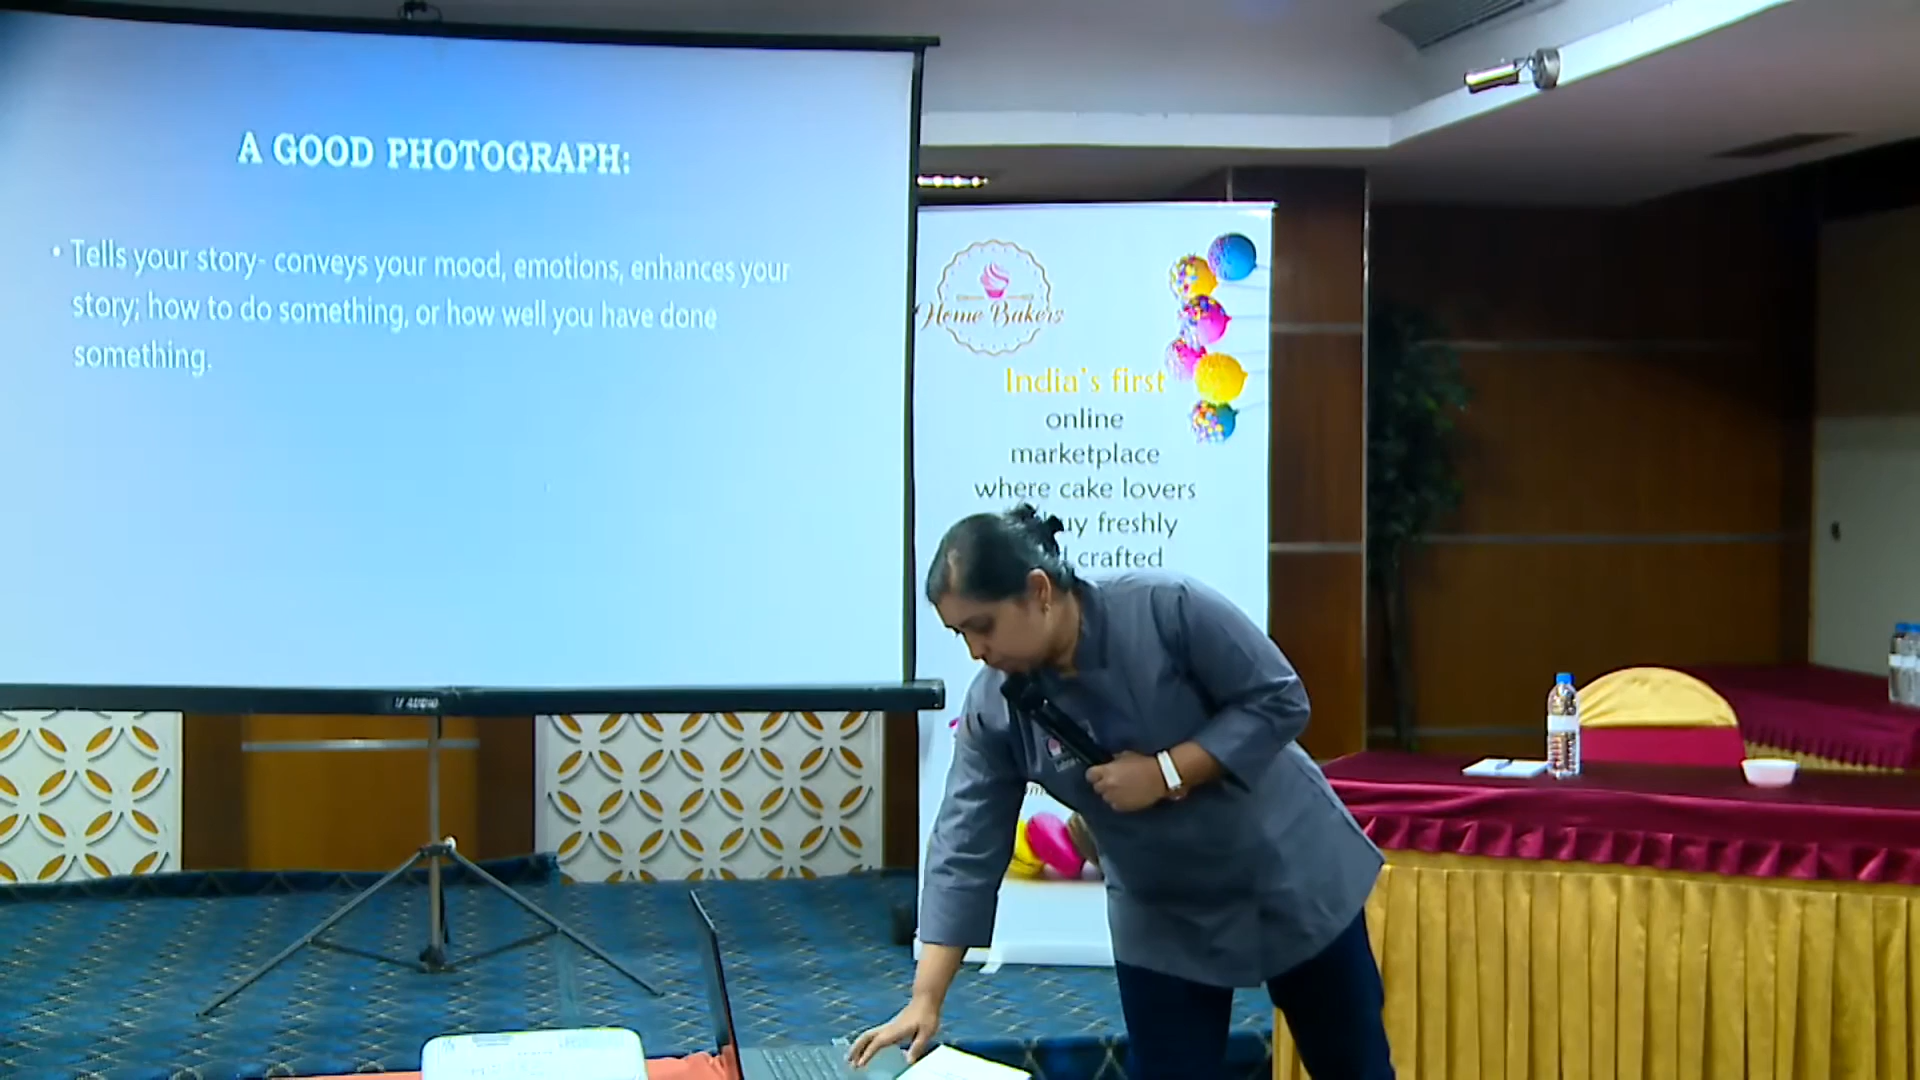 A GOOD PHOTOGRAPH:
• Tells your story- conveys your mood, emotions, enhances your
story; how to do something, or how well you have done
something.
Home Bakers
India's first
online
marketplace
where cake lovers
buy freshly
crafted